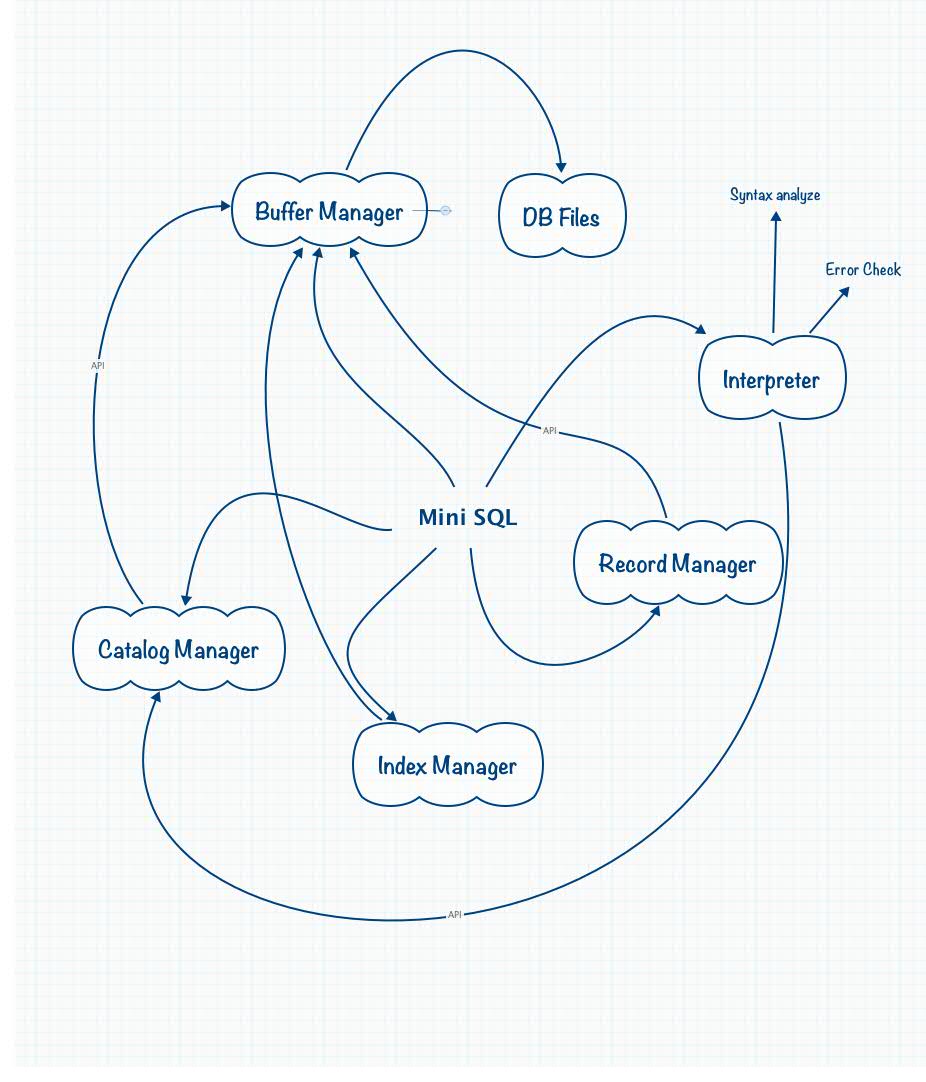 Syntax analyze
Buffer Manager
DB Files
Error Check
API
Interpreter
API
Mini SQL
Record Manager
Catalog Manager
Index Manager
API